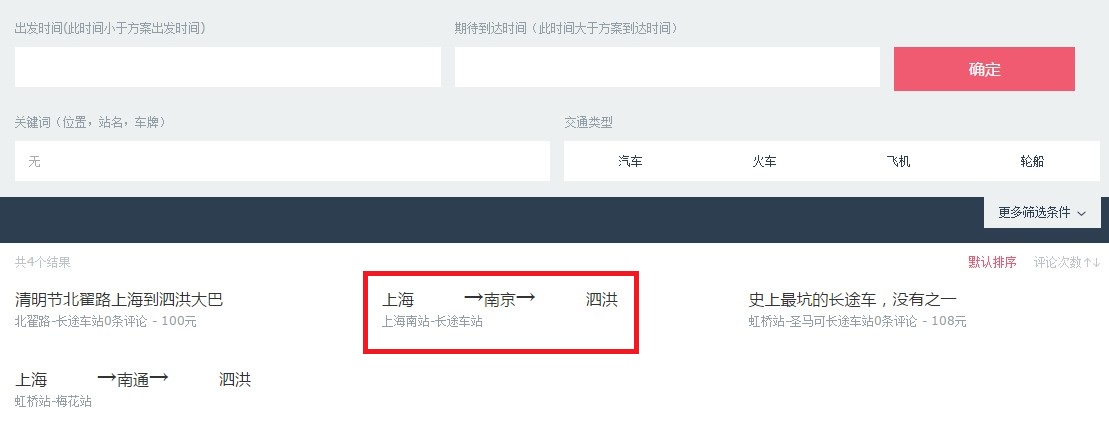 出发时间(此时间小于方案出发时间)
期待到达时间（此时间大于方案到达时间）
确定
关键词（位置，站名，车牌）
交通类型
无
汽车 火车 飞机 轮船
更多筛选条件
共4个结果
默认排序 评论次数↑↓
清明节北翟路上海到泗洪大巴
北翟路-长途车站0条评论 - 100元
上海 →南京→ 泗洪
上海南站-长途车站
史上最坑的长途车，没有之一
虹桥站-圣马可长途车站0条评论 - 108元
上海 →南通→ 泗洪
虹桥站-梅花站